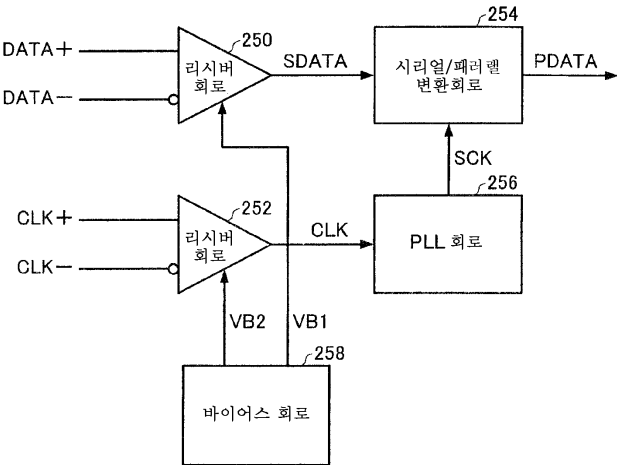 DATA+
DATA−
250
리시버
회로
SDATA
254
시리얼/패러렐
변환회로
PDATA
SCK
CLK+
CLK−
252
리시버
회로
CLK
256
PLL 회로
VB2
VB1
258
바이어스 회로